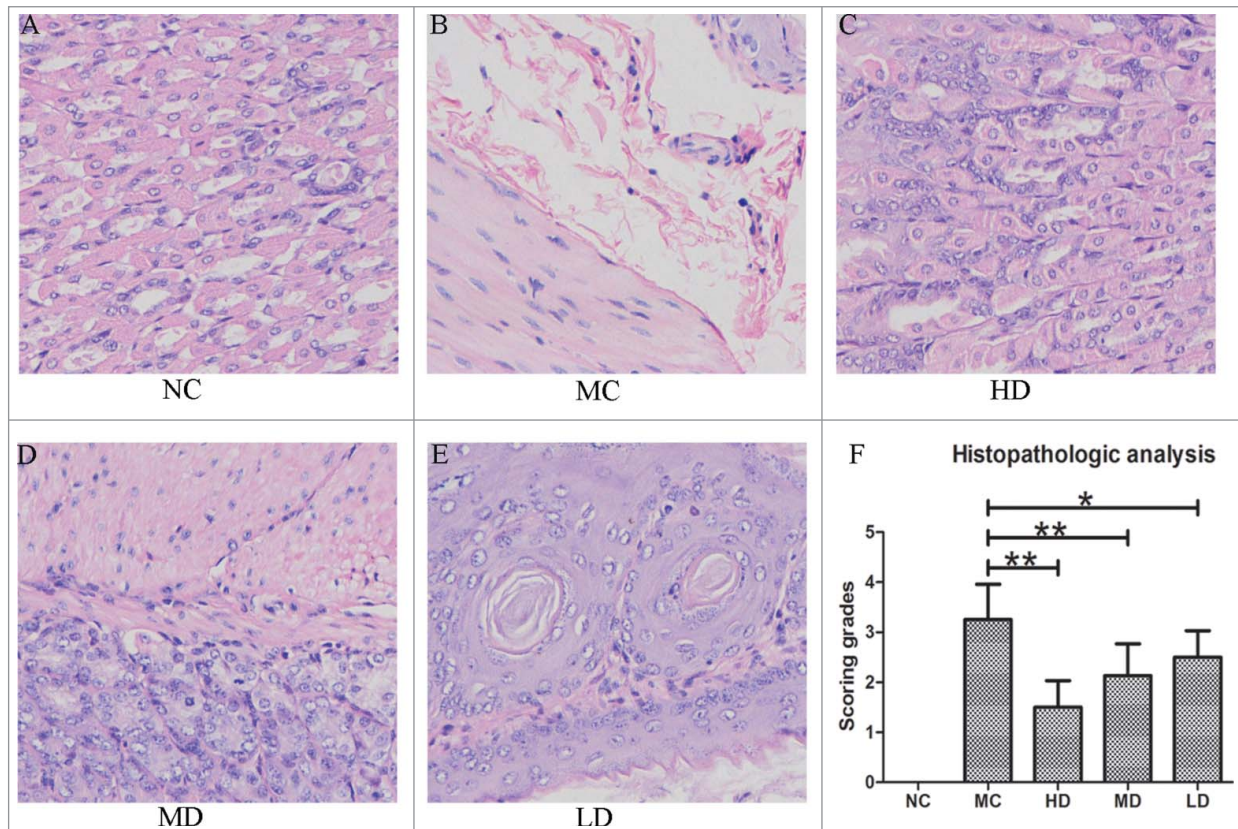 A
B
C
NC
MC
HD
D
E
F
Histopathologic analysis
*
**
**
Scoring grades
5
4
3
2
1
0
NC
MC
HD
MD
LD
MD
LD